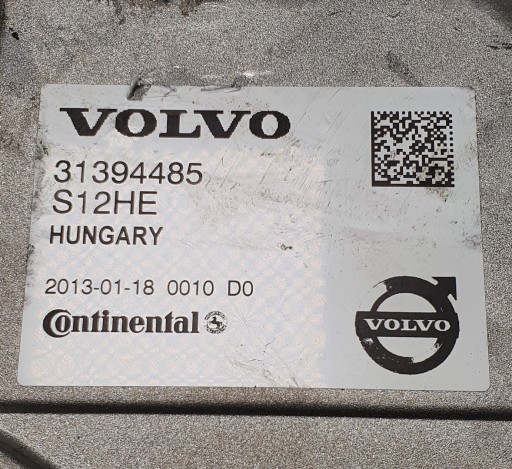 VOLVO
31394485
S12HE
HUNGARY
2013-01-18 0010 D0
Continental
VOLVO